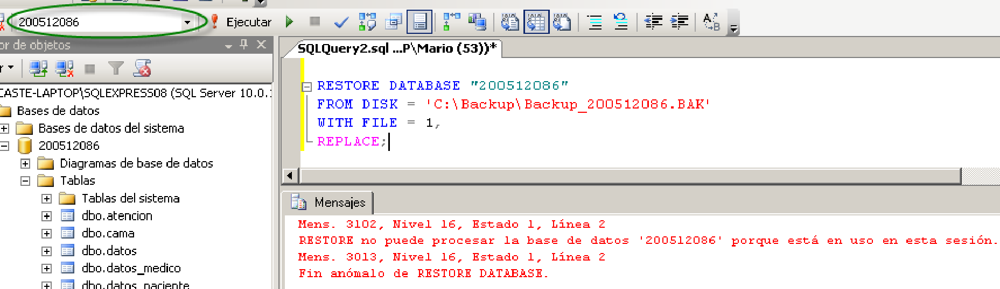 200512086
Ejecutar
or de objetos
SQLQuery2.sql ...P\Mario (53))*
CASTE-LAPTOP\SQLEXPRESS08 (SQL Server 10.0.1
Bases de datos
Bases de datos del sistema
200512086
Diagramas de base de datos
Tablas
Tablas del sistema
dbo.atencion
dbo.cama
dbo.datos
dbo.datos_medico
dbo.datos_paciente
RESTORE DATABASE "200512086"
FROM DISK = 'C:\Backup\Backup_200512086.BAK'
WITH FILE = 1,
REPLACE;
Mensajes
Mens. 3102, Nivel 16, Estado 1, Línea 2
RESTORE no puede procesar la base de datos '200512086' porque está en uso en esta sesión.
Mens. 3013, Nivel 16, Estado 1, Línea 2
Fin anómalo de RESTORE DATABASE.